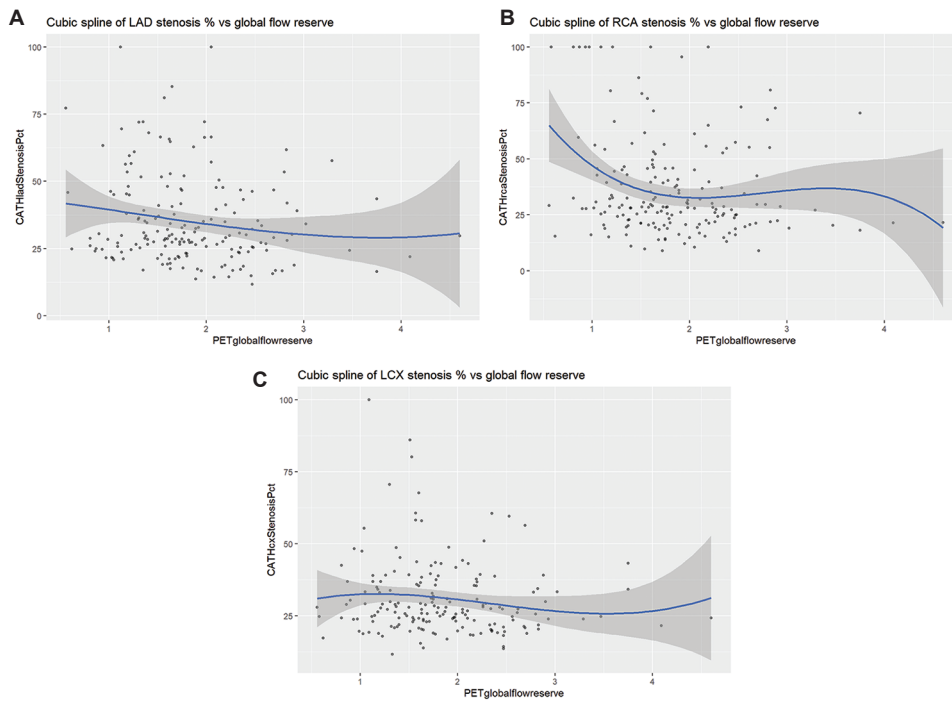 A
Cubic spline of LAD stenosis % vs global flow reserve
100
75
50
25
0
CATHladStenosisPct
1 2 3 4
PETglobalflowreserve
B
Cubic spline of RCA stenosis % vs global flow reserve
100
75
50
25
0
CATHrcaStenosisPct
1 2 3 4
PETglobalflowreserve
C
Cubic spline of LCX stenosis % vs global flow reserve
100
75
50
25
CATHcxStenosisPct
1 2 3 4
PETglobalflowreserve